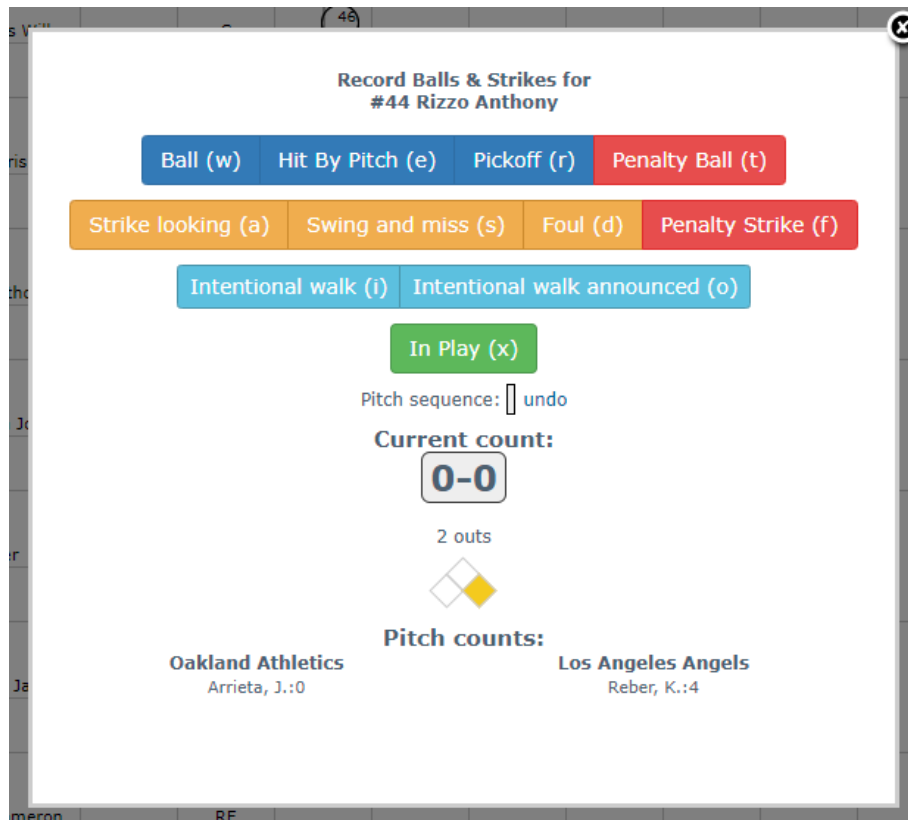 46
Record Balls & Strikes for
#44 Rizzo Anthony
Ball (w) Hit By Pitch (e) Pickoff (r) Penalty Ball (t)
Strike looking (a) Swing and miss (s) Foul (d) Penalty Strike (f)
Intentional walk (i) Intentional walk announced (o)
In Play (x)
Pitch sequence: undo
Current count:
0-0
2 outs
Pitch counts:
Oakland Athletics Los Angeles Angels
Arrieta, J.:0 Reber, K.:4
RF